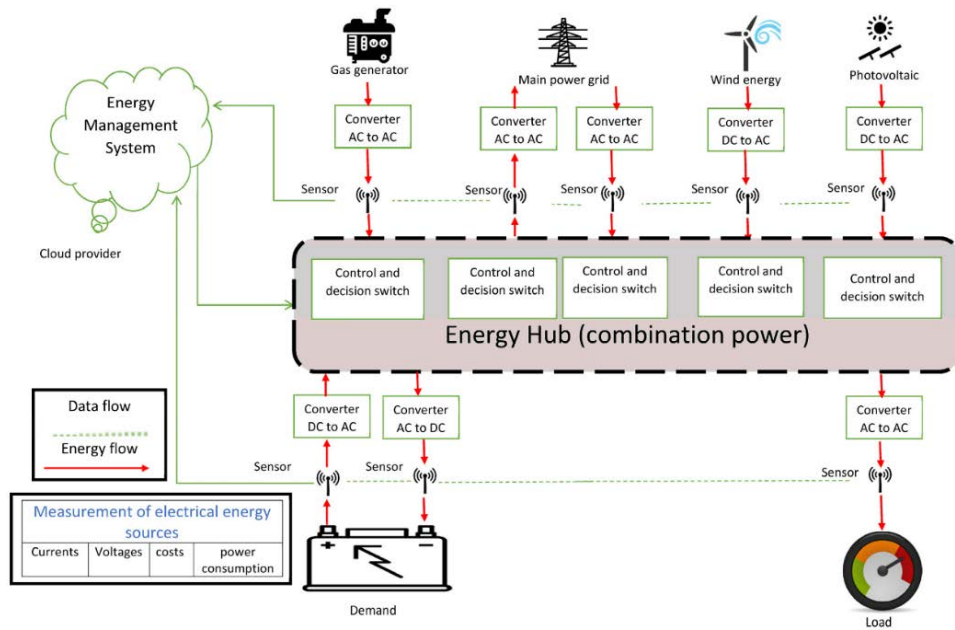 Gas generator
Main power grid
Wind energy
Photovoltaic
Energy
Management
System
Cloud provider
Converter
AC to AC
Converter
AC to AC
Converter
AC to AC
Converter
DC to AC
Converter
DC to AC
Sensor
Sensor
Sensor
Sensor
Sensor
Control and
decision switch
Control and
decision switch
Control and
decision switch
Control and
decision switch
Control and
decision switch
Energy Hub (combination power)
Data flow
Energy flow
Converter
DC to AC
Converter
AC to DC
Converter
AC to AC
Sensor
Sensor
Sensor
Measurement of electrical energy
sources
Currents
Voltages
costs
power
consumption
+
−
Demand
Load